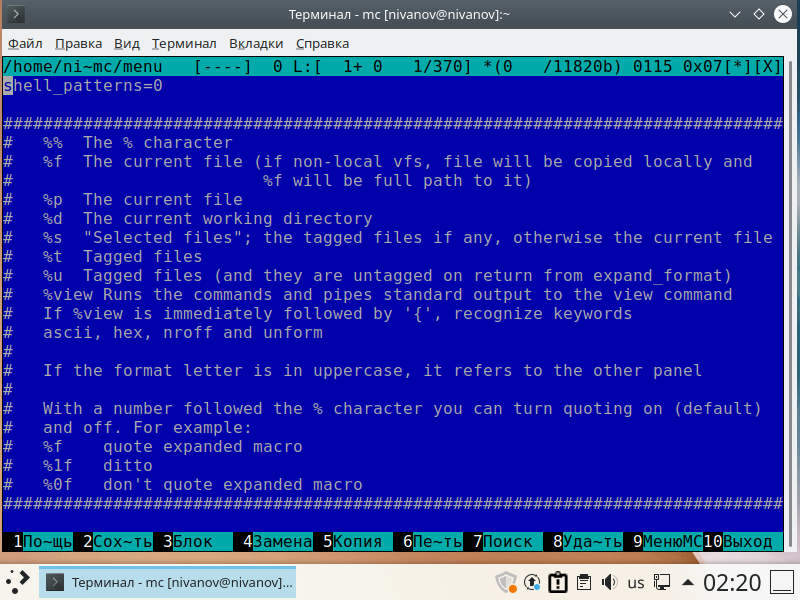 Терминал - mc [nivanov@nivanov]:~
Файл Правка Вид Терминал Вкладки Справка
/home/ni~mc/menu   [----]  0 L:[  1+ 0   1/370] *(0   /11820b) 0115 0x07[*][X]
shell_patterns=0
##############################################################################
#   %%  The % character
#   %f  The current file (if non-local vfs, file will be copied locally and
#                         %f will be full path to it)
#   %p  The current file
#   %d  The current working directory
#   %s  "Selected files"; the tagged files if any, otherwise the current file
#   %t  Tagged files
#   %u  Tagged files (and they are untagged on return from expand_format)
#   %view Runs the commands and pipes standard output to the view command
#   If %view is immediately followed by '{', recognize keywords
#   ascii, hex, nroff and unform
#
#   If the format letter is in uppercase, it refers to the other panel
#
#   With a number followed the % character you can turn quoting on (default)
#   and off. For example:
#   %f    quote expanded macro
#   %1f   ditto
#   %0f   don't quote expanded macro
##############################################################################
1По~щь 2Сох~ть 3Блок 4Замена 5Копия 6Пе~ть 7Поиск 8Уда~ть 9МенюМС 10Выход
Терминал - mc [nivanov@nivanov]... us 02:20